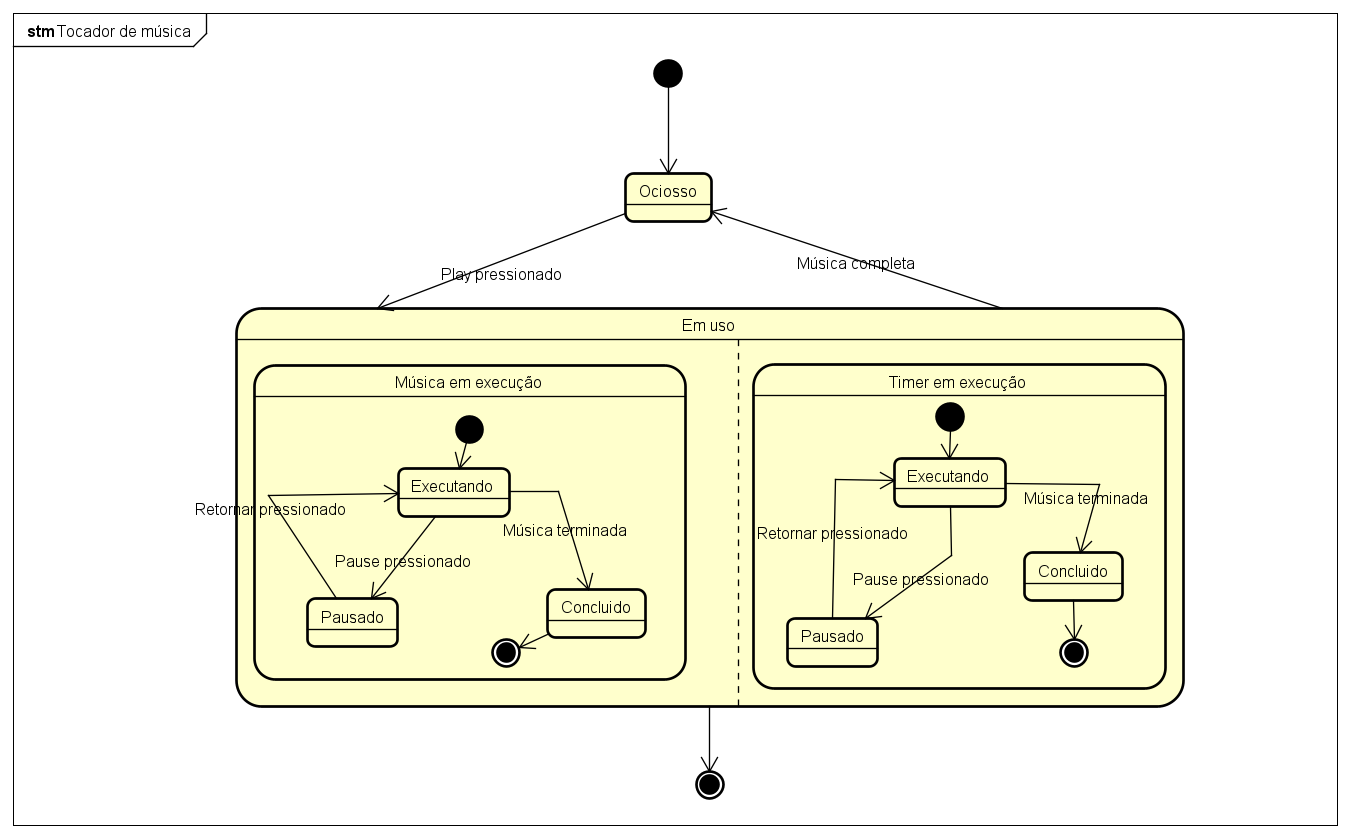 stm Tocador de música
Ociosso
Play pressionado
Música completa
Em uso
Música em execução
Executando
Retornar pressionado
Música terminada
Pause pressionado
Pausado
Concluido
Timer em execução
Executando
Música terminada
Retornar pressionado
Pause pressionado
Concluido
Pausado